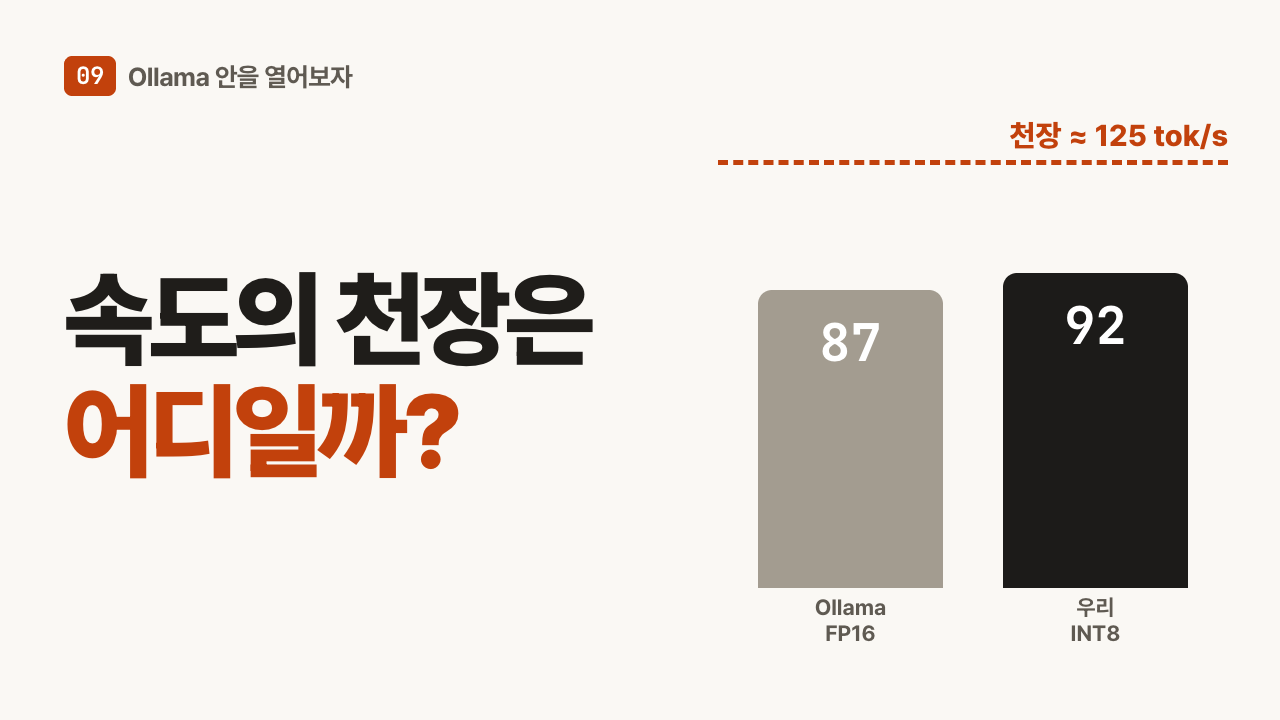 09 Ollama 안을 열어보자
천장 ≈ 125 tok/s
속도의 천장은
어디일까?
87
92
Ollama
FP16
우리
INT8